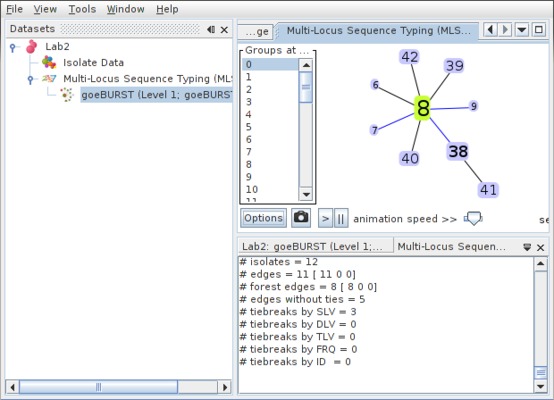 File View Tools Window Help
Datasets
Lab2
Isolate Data
Multi-Locus Sequence Typing (MLS
goeBURST (Level 1; goeBURS
...ge Multi-Locus Sequence Typing (MLS...
Groups at ...
0
1
2
3
4
5
6
7
8
9
10
11
42
39
6
8
9
7
38
40
41
Options > || animation speed >> se
Lab2: goeBURST (Level 1;... Multi-Locus Sequen...
# isolates = 12
# edges = 11 [ 11 0 0]
# forest edges = 8 [ 8 0 0]
# edges without ties = 5
# tiebreaks by SLV = 3
# tiebreaks by DLV = 0
# tiebreaks by TLV = 0
# tiebreaks by FRQ = 0
# tiebreaks by ID = 0